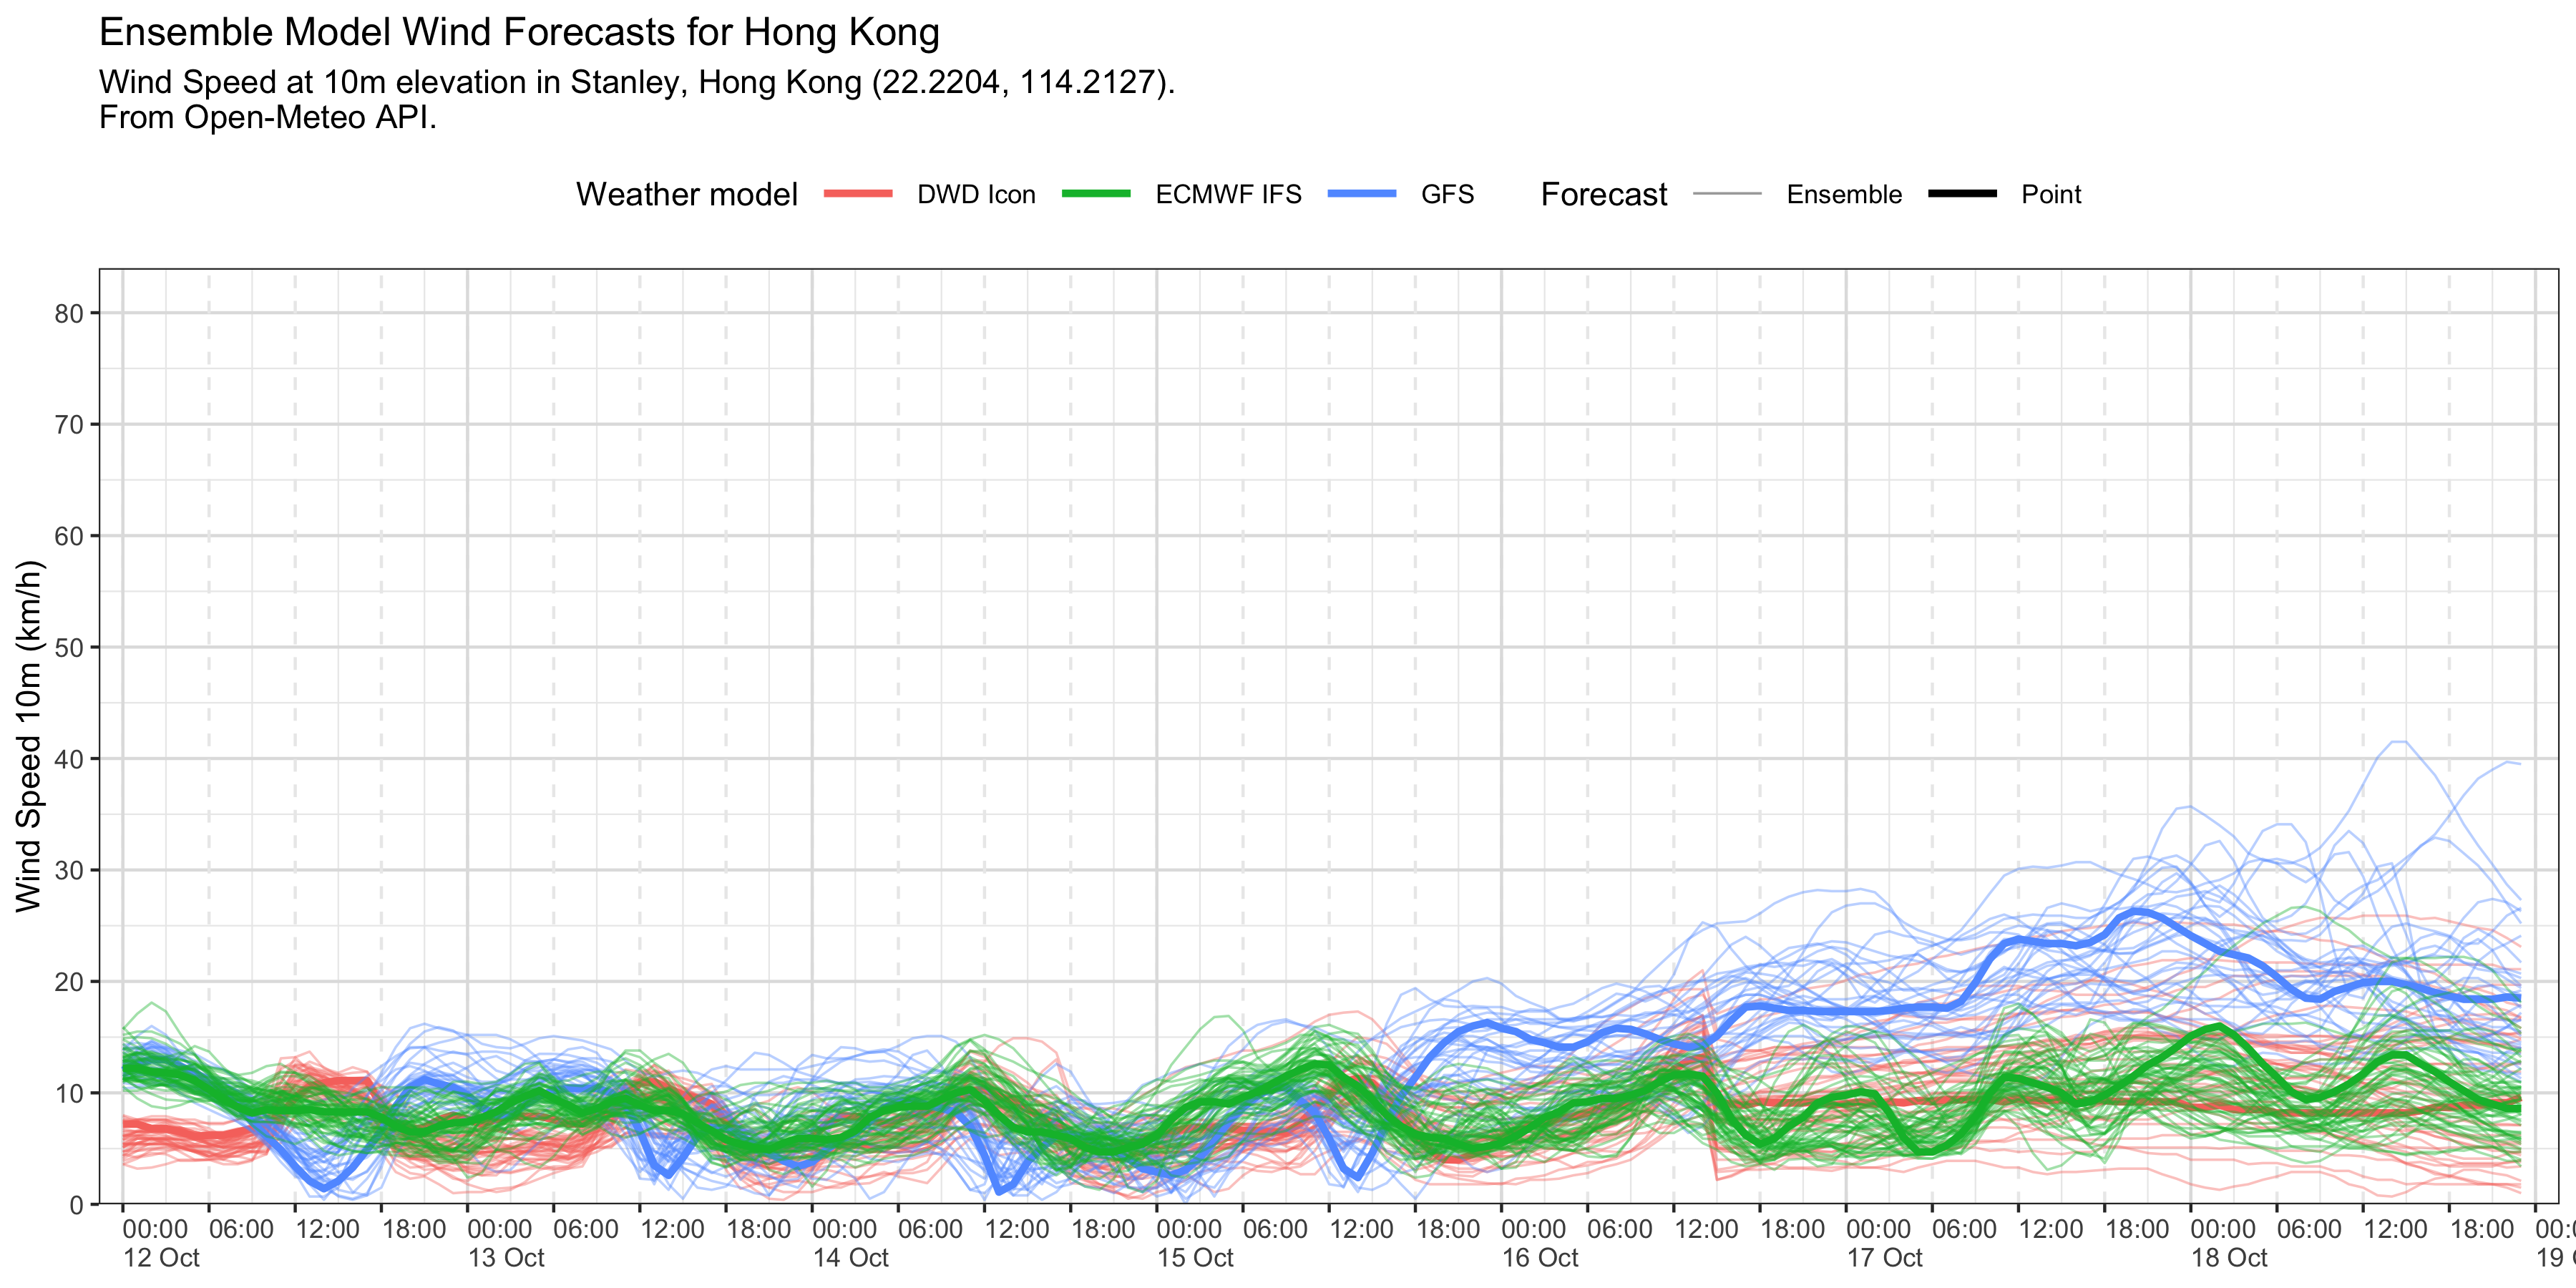 Ensemble Model Wind Forecasts for Hong Kong
Wind Speed at 10m elevation in Stanley, Hong Kong (22.2204, 114.2127).
From Open-Meteo API.
Weather model DWD Icon ECMWF IFS GFS Forecast Ensemble Point
Wind Speed 10m (km/h)
80
70
60
50
40
30
20
10
0
00:00 06:00 12:00 18:00 00:00 06:00 12:00 18:00 00:00 06:00 12:00 18:00 00:00 06:00 12:00 18:00 00:00 06:00 12:00 18:00 00:00 06:00 12:00 18:00 00:00 06:00 12:00 18:00
12 Oct 13 Oct 14 Oct 15 Oct 16 Oct 17 Oct 18 Oct 19